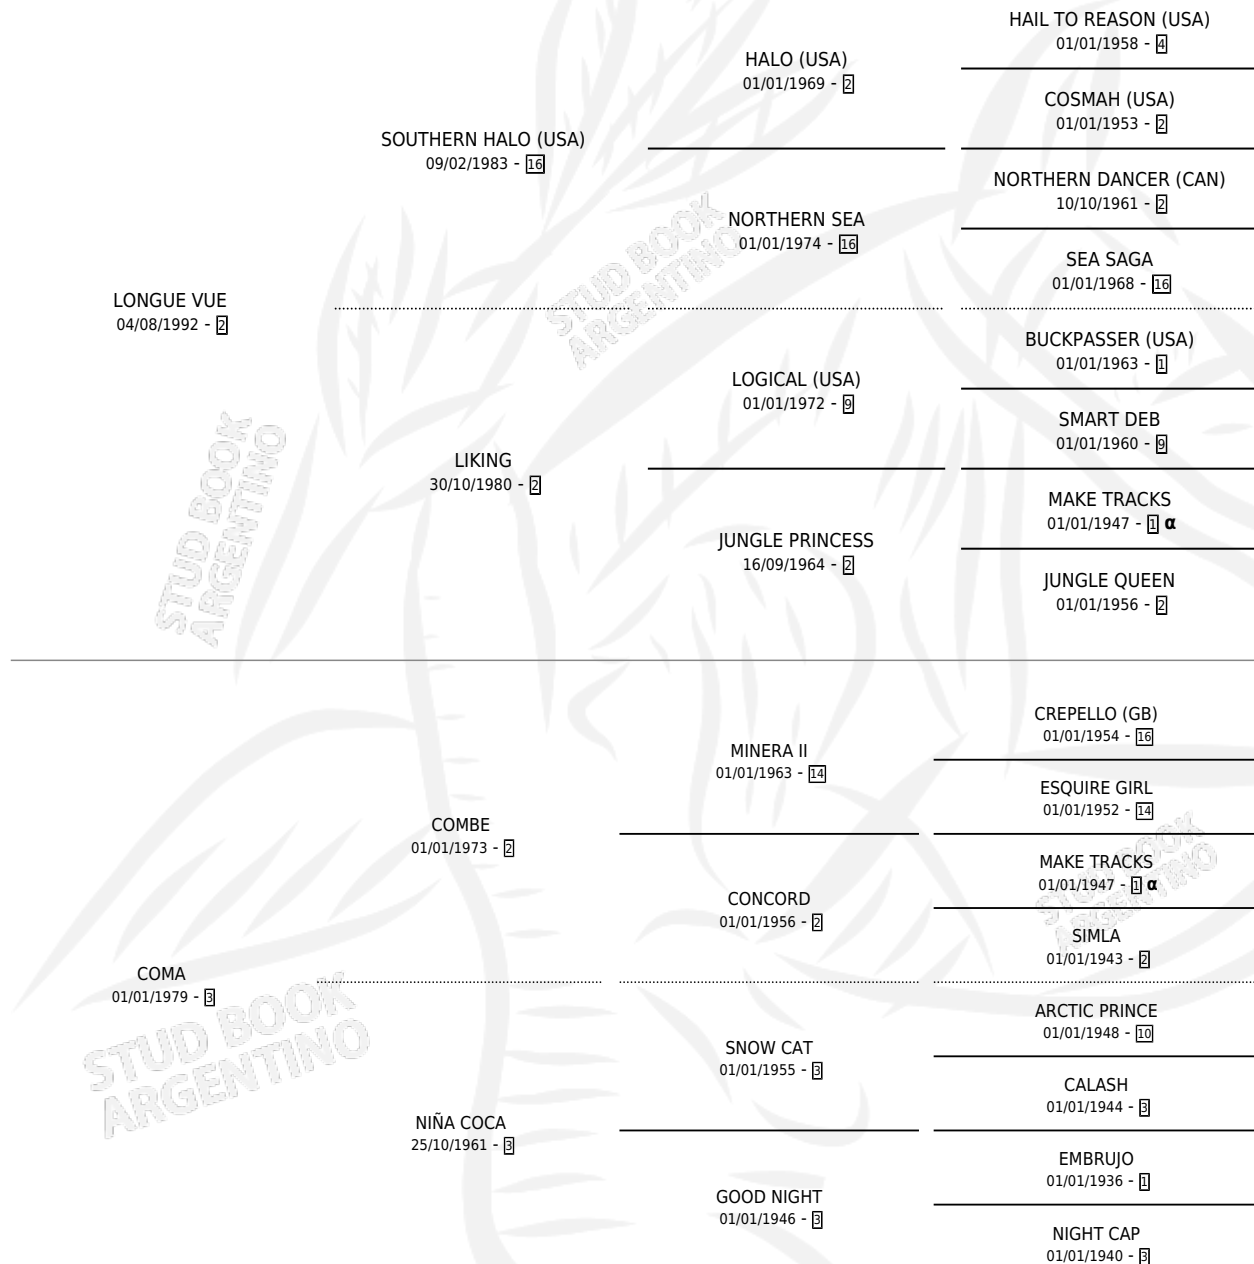 HAIL TO REASON (USA)
01/01/1958 - 4
HALO (USA)
01/01/1969 - 2
COSMAH (USA)
01/01/1953 - 2
SOUTHERN HALO (USA)
09/02/1983 - 16
NORTHERN DANCER (CAN)
10/10/1961 - 2
NORTHERN SEA
01/01/1974 - 16
SEA SAGA
01/01/1968 - 16
LONGUE VUE
04/08/1992 - 2
BUCKPASSER (USA)
01/01/1963 - 1
LOGICAL (USA)
01/01/1972 - 9
SMART DEB
01/01/1960 - 9
LIKING
30/10/1980 - 2
MAKE TRACKS
01/01/1947 - 1 α
JUNGLE PRINCESS
16/09/1964 - 2
JUNGLE QUEEN
01/01/1956 - 2
CREPELLO (GB)
01/01/1954 - 16
MINERA II
01/01/1963 - 14
ESQUIRE GIRL
01/01/1952 - 14
COMBE
01/01/1973 - 2
MAKE TRACKS
01/01/1947 - 1 α
CONCORD
01/01/1956 - 2
SIMLA
01/01/1943 - 2
COMA
01/01/1979 - 3
ARCTIC PRINCE
01/01/1948 - 10
SNOW CAT
01/01/1955 - 3
CALASH
01/01/1944 - 3
NIÑA COCA
25/10/1961 - 3
EMBRUJO
01/01/1936 - 1
GOOD NIGHT
01/01/1946 - 3
NIGHT CAP
01/01/1940 - 3
STUD BOOK
ARGENTINO
STUD BOOK
ARGENTINO
STUD BOOK
ARGENTINO
STUD BOOK
ARGENTINO